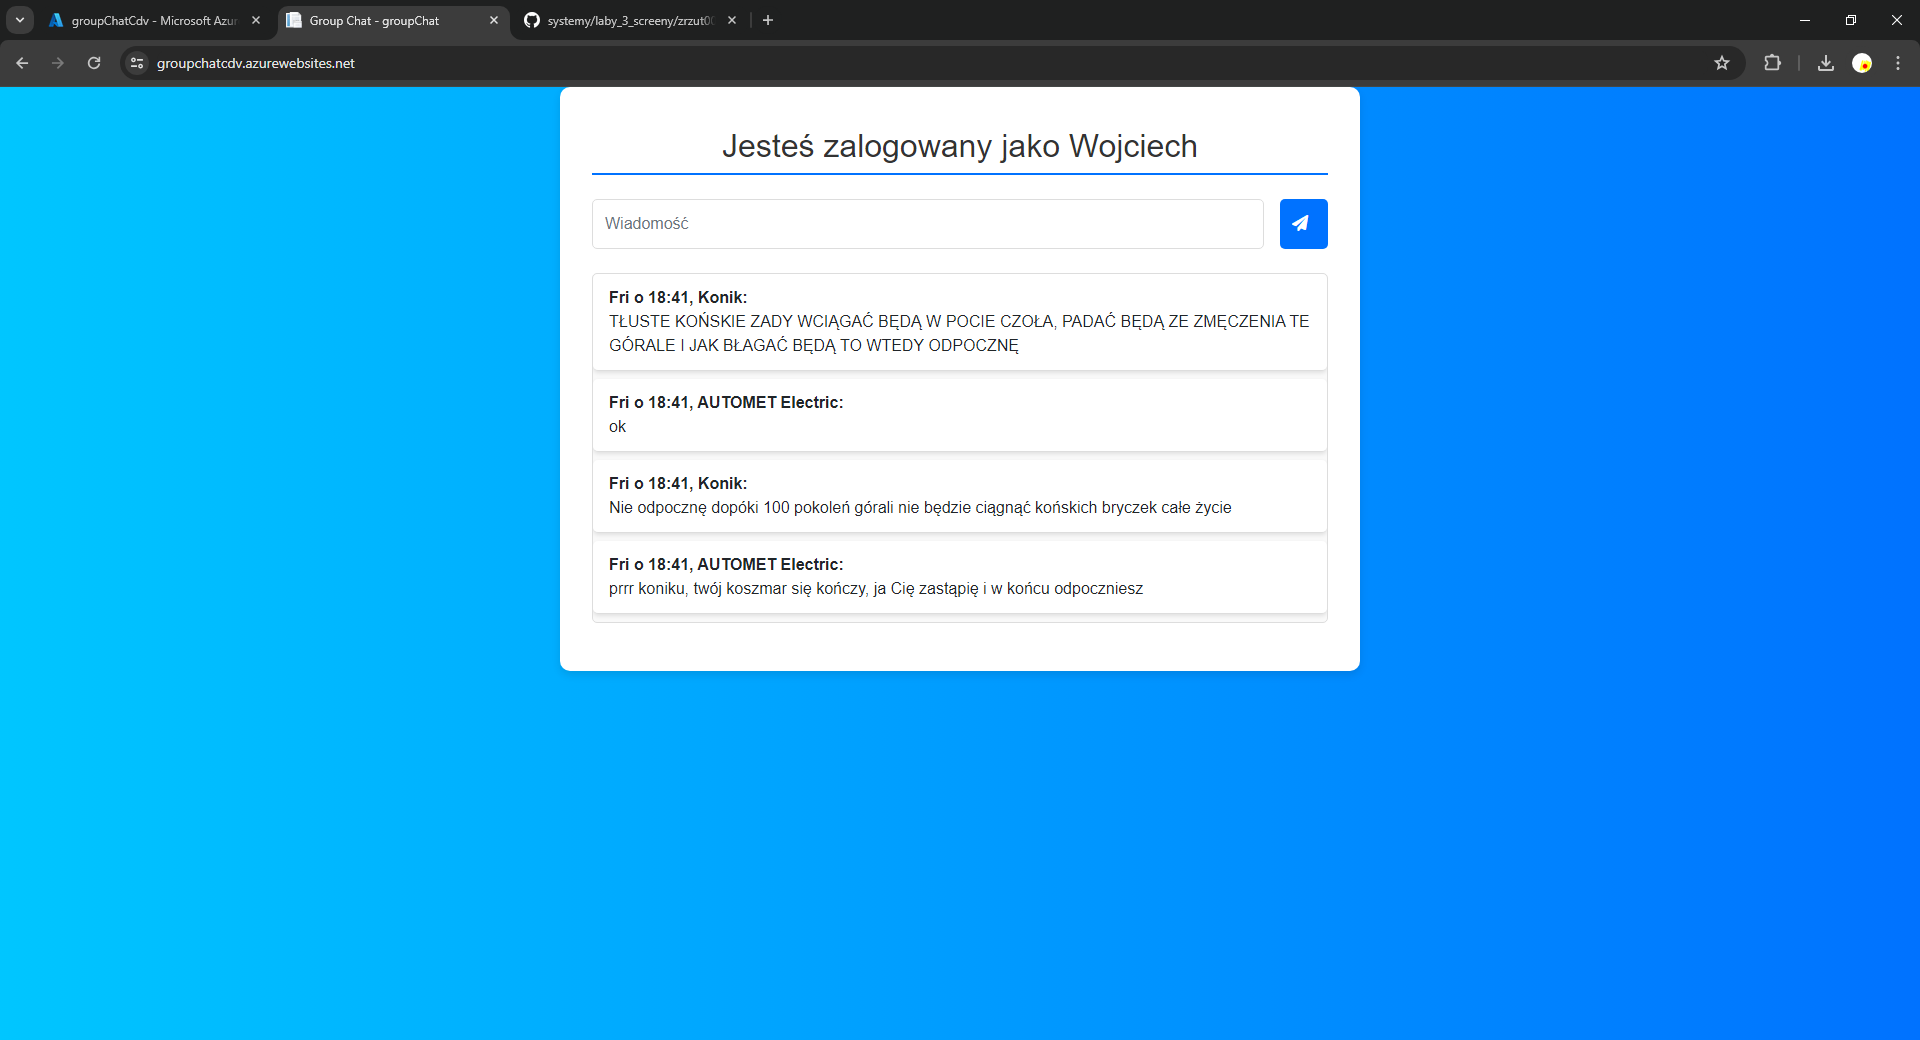 groupChatCdv - Microsoft Azur
Group Chat - groupChat
systemy/laby_3_screeny/zrzut00
groupchatcdv.azurewebsites.net
Jesteś zalogowany jako Wojciech
Wiadomość
Fri o 18:41, Konik:
TŁUSTE KOŃSKIE ZADY WCIĄGAĆ BĘDĄ W POCIE CZOŁA, PADAĆ BĘDĄ ZE ZMĘCZENIA TE
GÓRALE I JAK BŁAGAĆ BĘDĄ TO WTEDY ODPOCZNĘ
Fri o 18:41, AUTOMET Electric:
ok
Fri o 18:41, Konik:
Nie odpocznę dopóki 100 pokoleń górali nie będzie ciągnąć końskich bryczek całe życie
Fri o 18:41, AUTOMET Electric:
prrr koniku, twój koszmar się kończy, ja Cię zastąpię i w końcu odpoczniesz